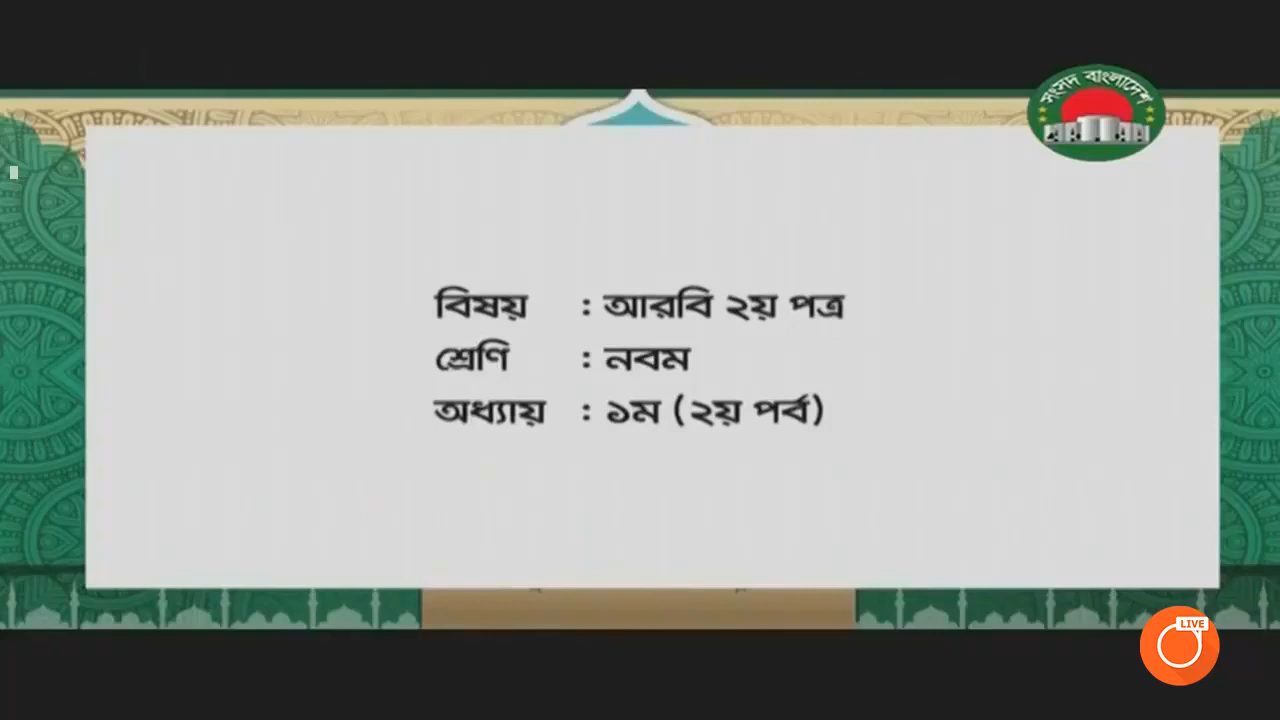 সংসদ বাংলাদেশ
বিষয় : আরবি ২য় পত্র
শ্রেণি : নবম
অধ্যায় : ১ম (২য় পর্ব)
LIVE